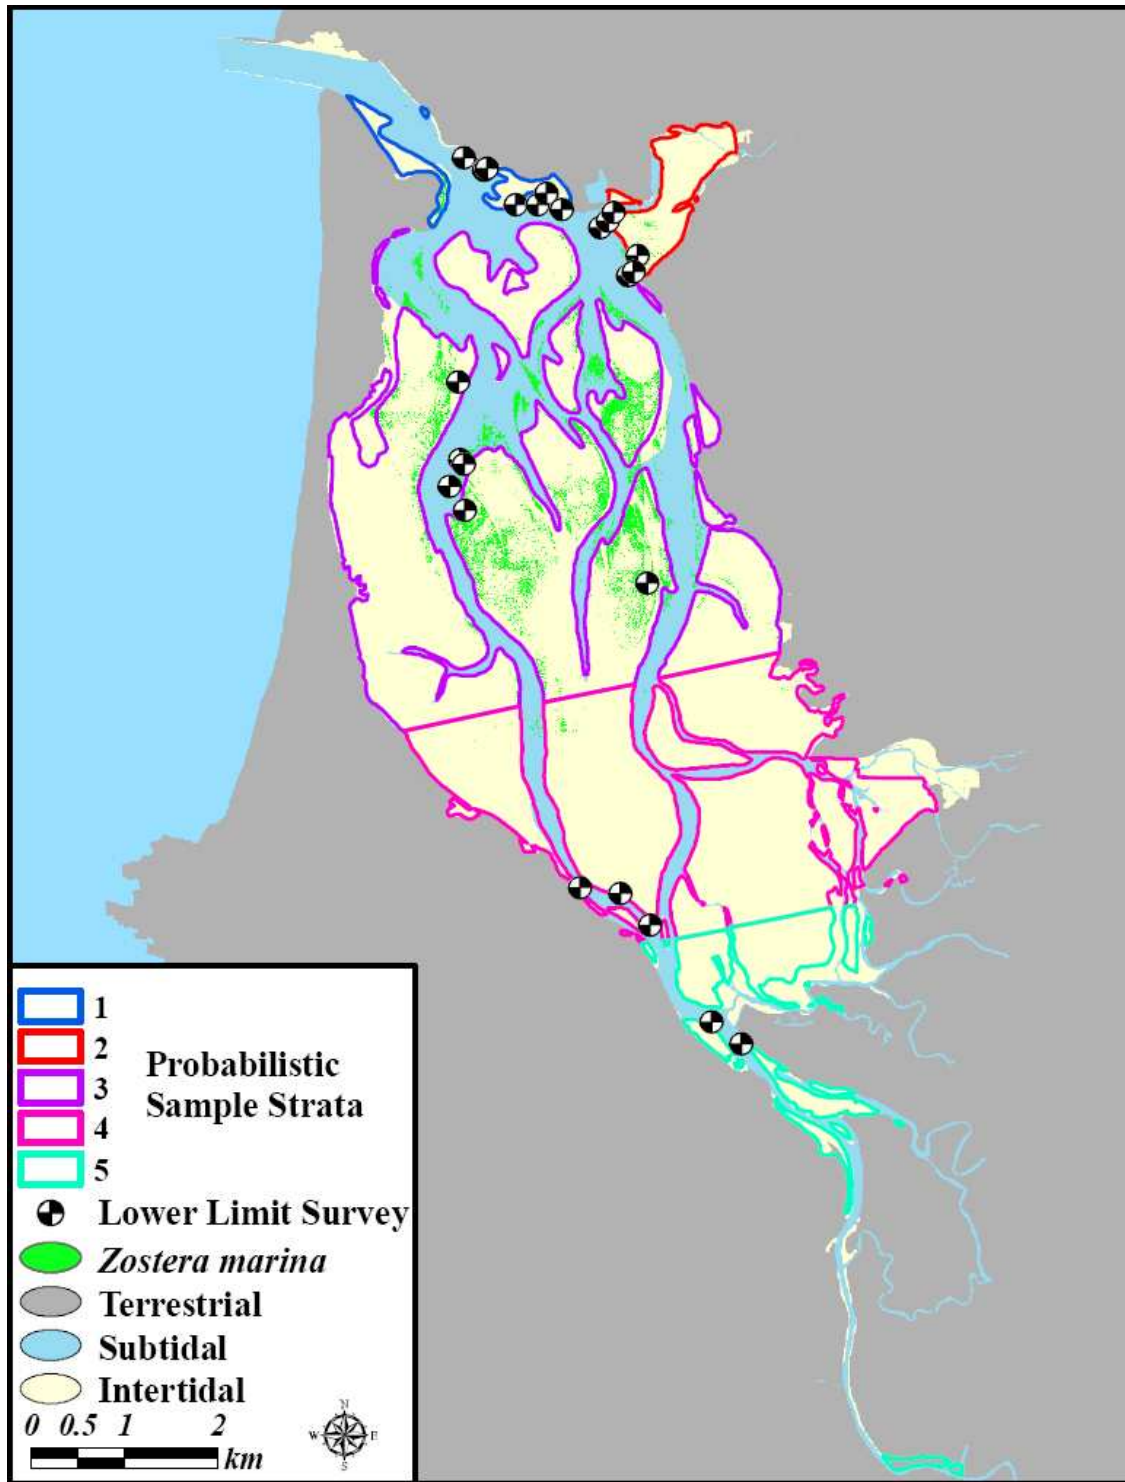 1
2
3
4
5
Probabilistic
Sample Strata
Lower Limit Survey
Zostera marina
Terrestrial
Subtidal
Intertidal
0 0.5 1 2
km
N
W E
S